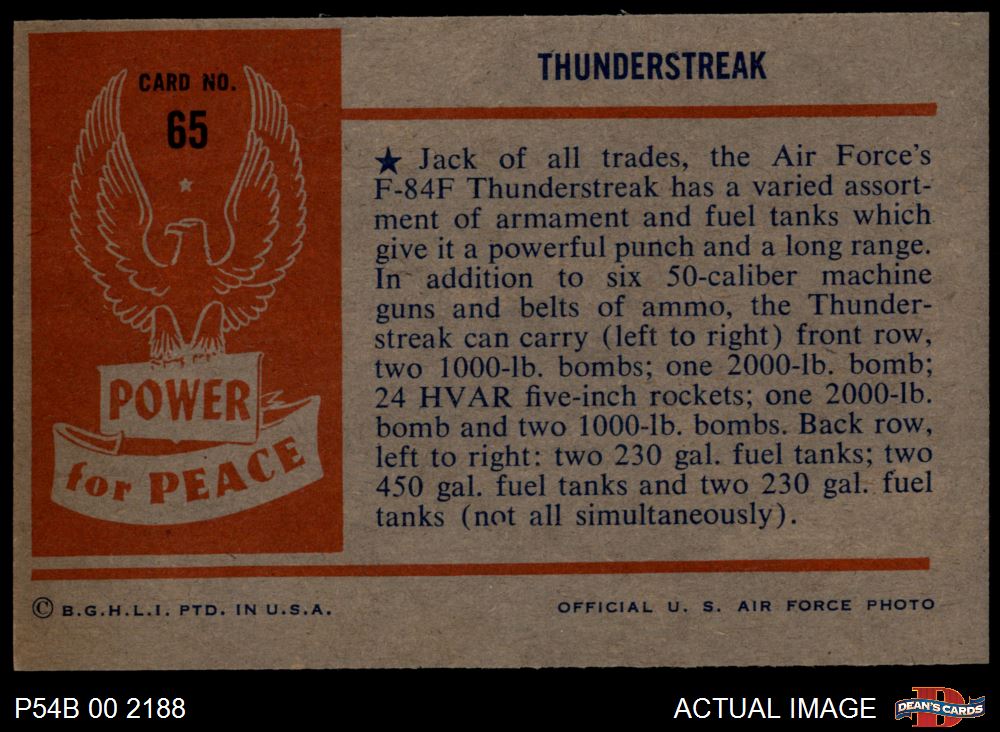 CARD NO.
65
POWER
for PEACE
THUNDERSTREAK
★ Jack of all trades, the Air Force's
F-84F Thunderstreak has a varied assort-
ment of armament and fuel tanks which
give it a powerful punch and a long range.
In addition to six 50-caliber machine
guns and belts of ammo, the Thunder-
streak can carry (left to right) front row,
two 1000-lb. bombs; one 2000-lb. bomb;
24 HVAR five-inch rockets; one 2000-lb.
bomb and two 1000-lb. bombs. Back row,
left to right: two 230 gal. fuel tanks; two
450 gal. fuel tanks and two 230 gal. fuel
tanks (not all simultaneously).
© B.G.H.L.I. PTD. IN U.S.A.
OFFICIAL U. S. AIR FORCE PHOTO
P54B 00 2188
ACTUAL IMAGE
DEAN'S CARDS